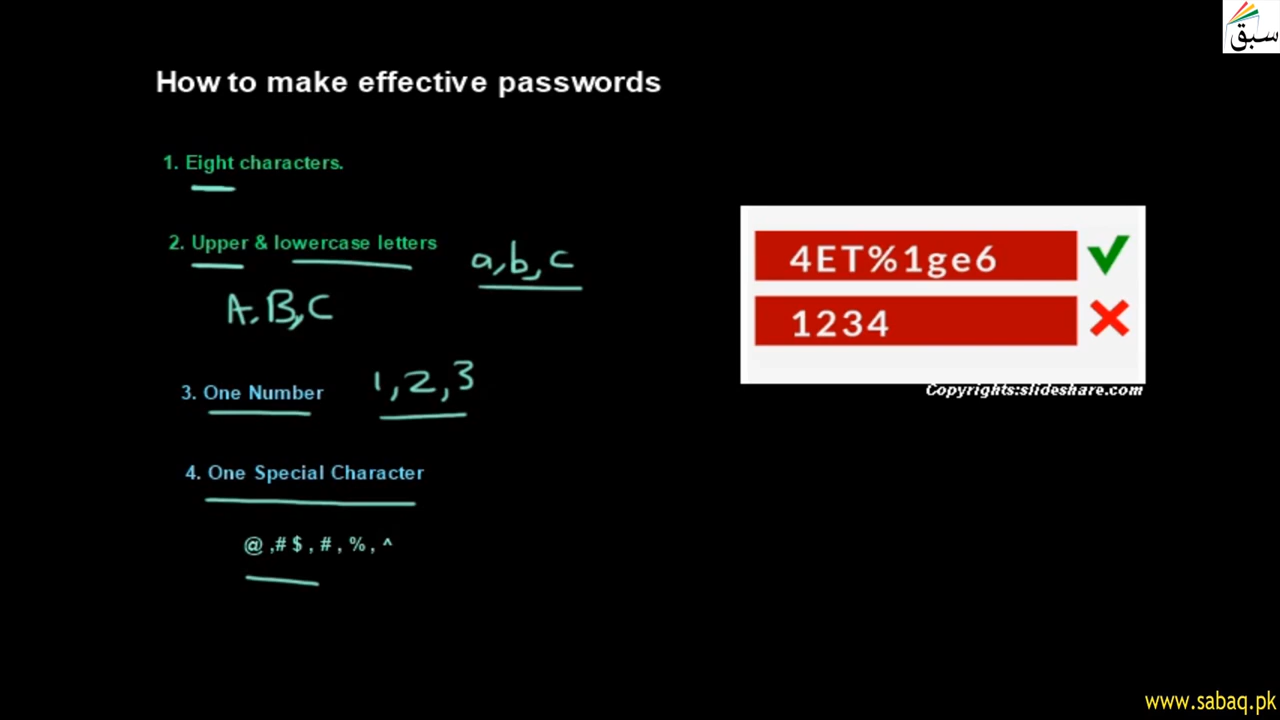 سبق
How to make effective passwords
1. Eight characters.
2. Upper & lowercase letters
a, b, c
A, B, C
3. One Number
1, 2, 3
4. One Special Character
@ ,# $ , # , % , ^
4ET%1ge6
1234
Copyrights:slideshare.com
www.sabaq.pk